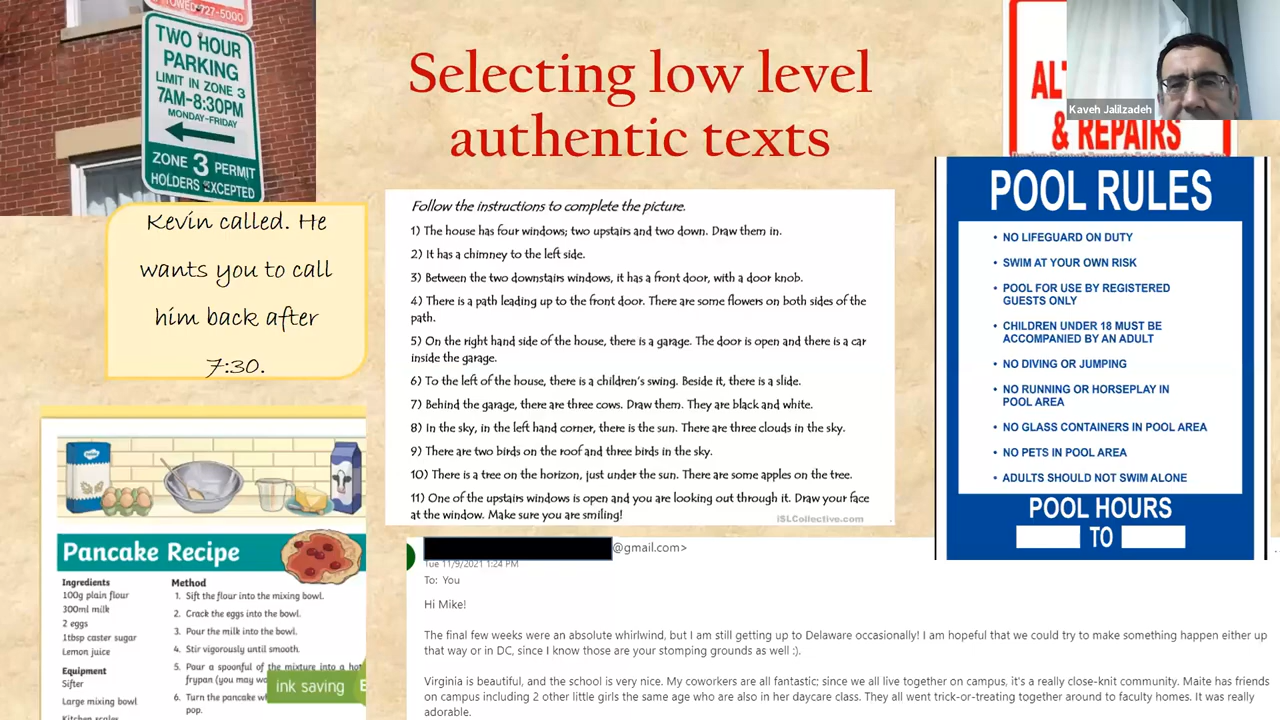 TOWED 727-5000
TWO HOUR
PARKING
LIMIT IN ZONE 3
7AM-8:30PM
MONDAY-FRIDAY
ZONE 3 PERMIT
HOLDERS EXCEPTED
Selecting low level
authentic texts
AL
& REPAIRS
Kaveh Jalilzadeh
Kevin called. He
wants you to call
him back after
7:30.
Follow the instructions to complete the picture.
1) The house has four windows; two upstairs and two down. Draw them in.
2) It has a chimney to the left side.
3) Between the two downstairs windows, it has a front door, with a door knob.
4) There is a path leading up to the front door. There are some flowers on both sides of the
path.
5) On the right hand side of the house, there is a garage. The door is open and there is a car
inside the garage.
6) To the left of the house, there is a children's swing. Beside it, there is a slide.
7) Behind the garage, there are three cows. Draw them. They are black and white.
8) In the sky, in the left hand corner, there is the sun. There are three clouds in the sky.
9) There are two birds on the roof and three birds in the sky.
10) There is a tree on the horizon, just under the sun. There are some apples on the tree.
11) One of the upstairs windows is open and you are looking out through it. Draw your face
at the window. Make sure you are smiling!
iSLCollective.com
POOL RULES
• NO LIFEGUARD ON DUTY
• SWIM AT YOUR OWN RISK
• POOL FOR USE BY REGISTERED
GUESTS ONLY
• CHILDREN UNDER 18 MUST BE
ACCOMPANIED BY AN ADULT
• NO DIVING OR JUMPING
• NO RUNNING OR HORSEPLAY IN
POOL AREA
• NO GLASS CONTAINERS IN POOL AREA
• NO PETS IN POOL AREA
• ADULTS SHOULD NOT SWIM ALONE
POOL HOURS
TO
Pancake Recipe
Ingredients
100g plain flour
300ml milk
2 eggs
1tbsp caster sugar
Lemon juice
Equipment
Sifter
Large mixing bowl
Kitchen scales
Method
1. Sift the flour into the mixing bowl.
2. Crack the eggs into the bowl.
3. Pour the milk into the bowl.
4. Stir vigorously until smooth.
5. Pour a spoonful of the mixture into a hot
frypan (you may
6. Turn the pancake
pop.
ink saving
@gmail.com>
Tue 11/9/2021 1:24 PM
To: You
Hi Mike!
The final few weeks were an absolute whirlwind, but I am still getting up to Delaware occasionally! I am hopeful that we could try to make something happen either up
that way or in DC, since I know those are your stomping grounds as well :).
Virginia is beautiful, and the school is very nice. My coworkers are all fantastic; since we all live together on campus, it's a really close-knit community. Maite has friends
on campus including 2 other little girls the same age who are also in her daycare class. They all went trick-or-treating together around to faculty homes. It was really
adorable.